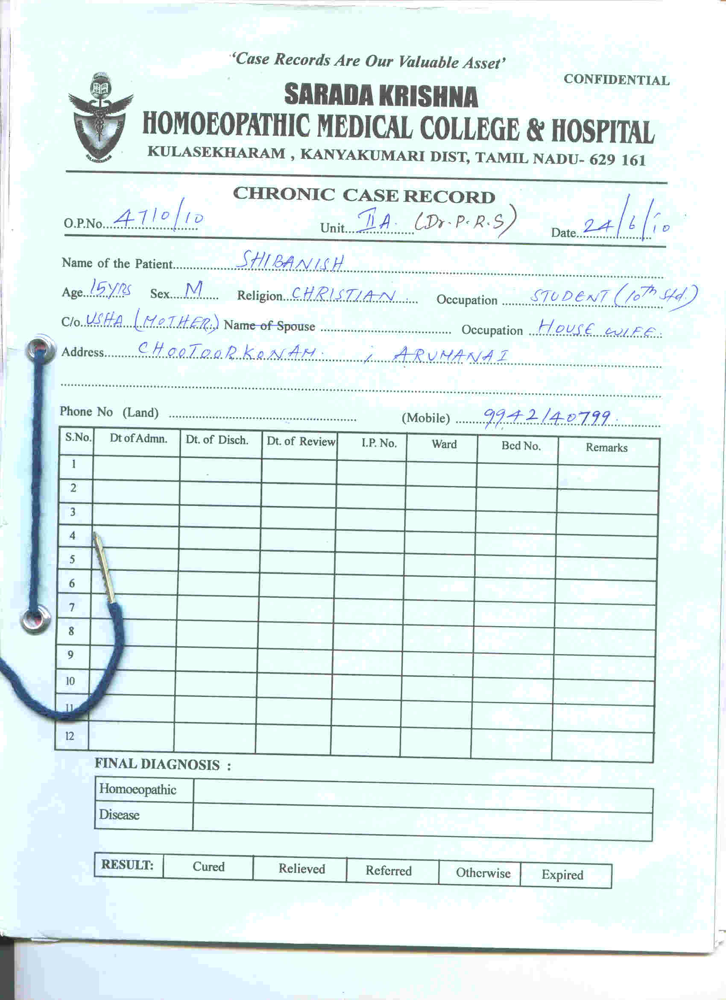 'Case Records Are Our Valuable Asset'
CONFIDENTIAL
SARADA KRISHNA
HOMOEOPATHIC MEDICAL COLLEGE & HOSPITAL
KULASEKHARAM , KANYAKUMARI DIST, TAMIL NADU- 629 161
KULASEKHARAM
CHRONIC CASE RECORD
O.P.No. 4710/10 Unit IIA. (Dr. P. R. S) Date 24/6/10
Name of the Patient SHIBANISH
Age 15YRS Sex M Religion CHRISTIAN Occupation STUDENT (10th Std.)
C/o USHA (MOTHER) Name of Spouse Occupation HOUSE WIFE.
Address CHOOTOORKONAM. ; ARUMANAI
Phone No (Land) (Mobile) 9942140799.
S.No. Dt of Admn. Dt. of Disch. Dt. of Review I.P. No. Ward Bed No. Remarks
1
2
3
4
5
6
7
8
9
10
11
12
FINAL DIAGNOSIS :
Homoeopathic
Disease
RESULT: Cured Relieved Referred Otherwise Expired